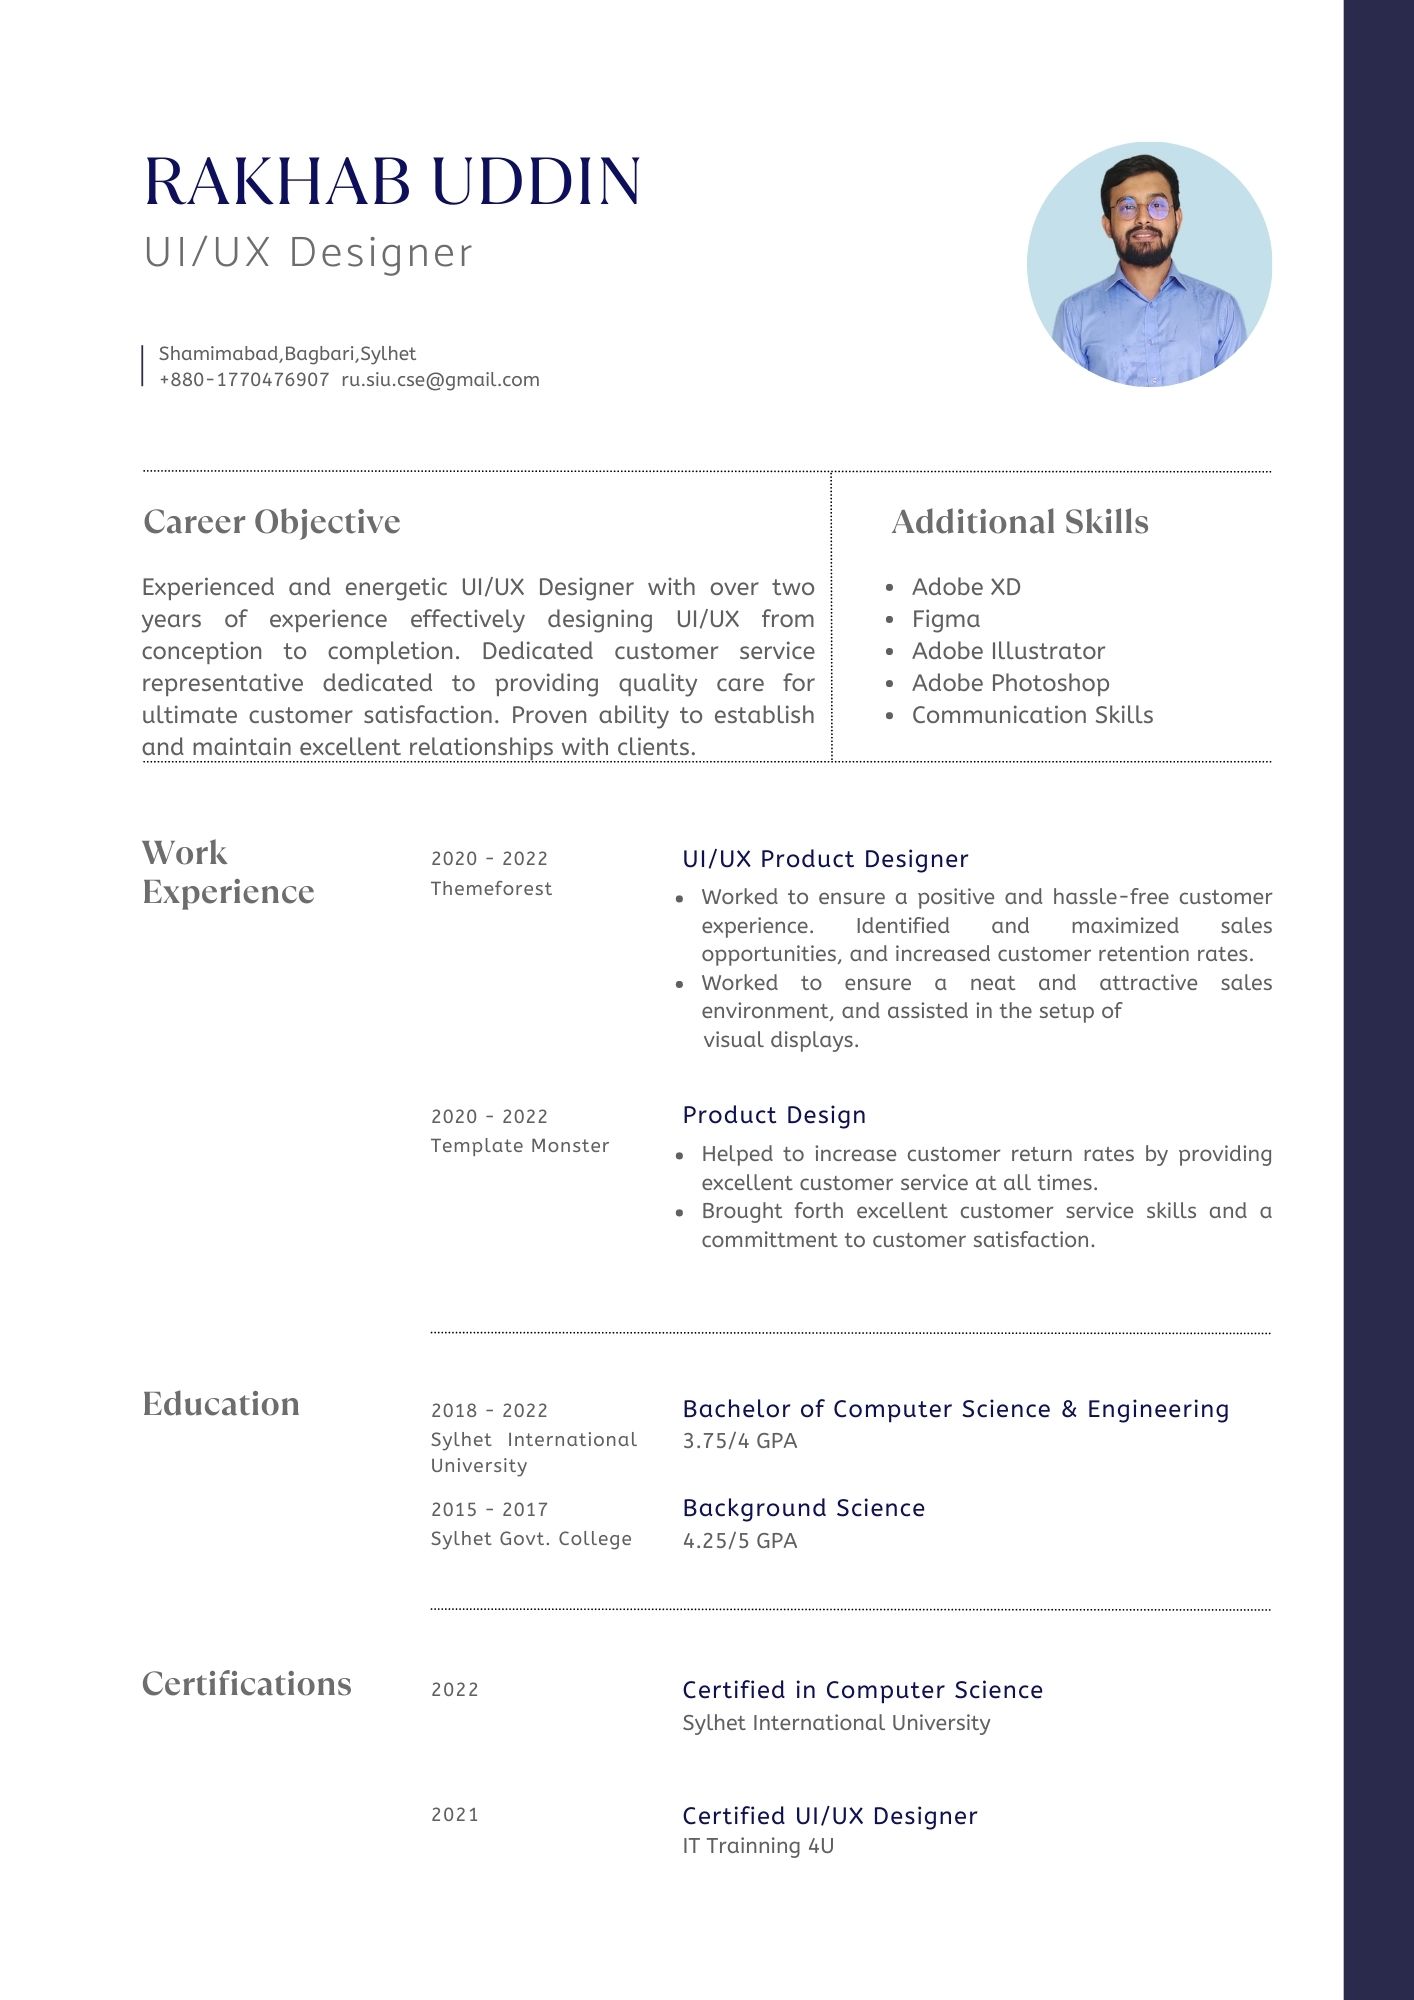 RAKHAB UDDIN
UI/UX Designer
Shamimabad,Bagbari,Sylhet
+880-1770476907 ru.siu.cse@gmail.com
Career Objective
Experienced and energetic UI/UX Designer with over two
years of experience effectively designing UI/UX from
conception to completion. Dedicated customer service
representative dedicated to providing quality care for
ultimate customer satisfaction. Proven ability to establish
and maintain excellent relationships with clients.
Additional Skills
• Adobe XD
• Figma
• Adobe Illustrator
• Adobe Photoshop
• Communication Skills
Work
Experience
2020 - 2022
Themeforest
UI/UX Product Designer
• Worked to ensure a positive and hassle-free customer
experience. Identified and maximized sales
opportunities, and increased customer retention rates.
• Worked to ensure a neat and attractive sales
environment, and assisted in the setup of
visual displays.
2020 - 2022
Template Monster
Product Design
• Helped to increase customer return rates by providing
excellent customer service at all times.
• Brought forth excellent customer service skills and a
committment to customer satisfaction.
Education
2018 - 2022
Sylhet International
University
Bachelor of Computer Science & Engineering
3.75/4 GPA
2015 - 2017
Sylhet Govt. College
Background Science
4.25/5 GPA
Certifications
2022
Certified in Computer Science
Sylhet International University
2021
Certified UI/UX Designer
IT Trainning 4U